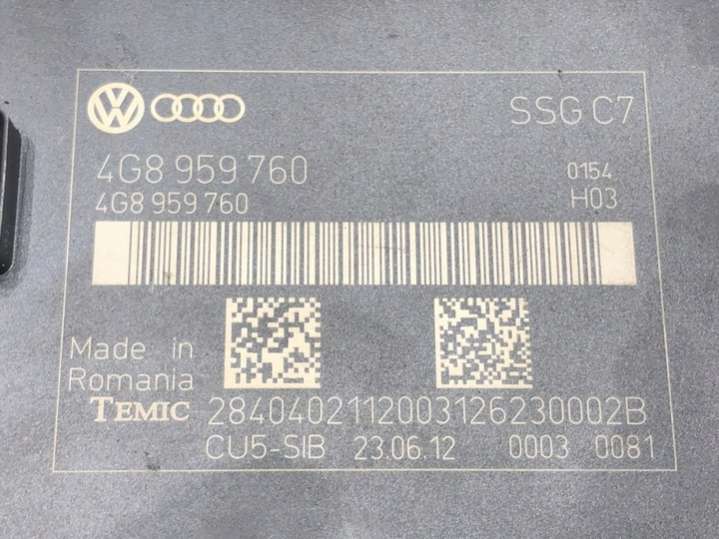 SSG C7
4G8 959 760 0154
4G8 959 760 H03
Made in
Romania
TEMIC 2840402112003126230002B
CU5-SIB 23.06.12 0003 0081